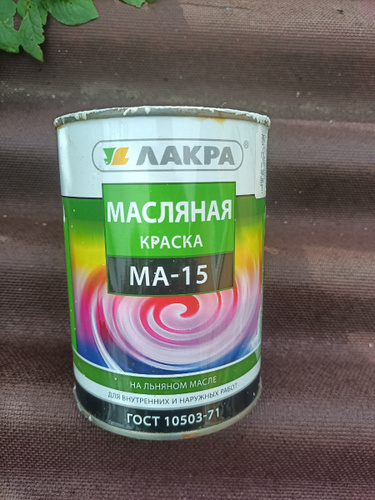 ЛАКРА®
МАСЛЯНАЯ
КРАСКА
МА-15
НА ЛЬНЯНОМ МАСЛЕ
ДЛЯ ВНУТРЕННИХ И НАРУЖНЫХ РАБОТ
ГОСТ 10503-71